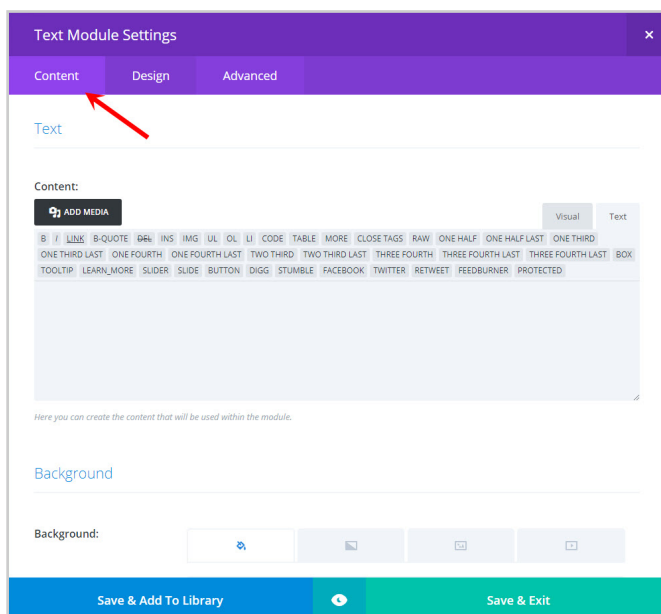 Text Module Settings
×
Content Design Advanced
Text
Content:
ADD MEDIA
Visual Text
B I LINK B-QUOTE DEL INS IMG UL OL LI CODE TABLE MORE CLOSE TAGS RAW ONE HALF ONE HALF LAST ONE THIRD
ONE THIRD LAST ONE FOURTH ONE FOURTH LAST TWO THIRD TWO THIRD LAST THREE FOURTH THREE FOURTH LAST THREE FOURTH LAST BOX
TOOLTIP LEARN_MORE SLIDER SLIDE BUTTON DIGG STUMBLE FACEBOOK TWITTER RETWEET FEEDBURNER PROTECTED
Here you can create the content that will be used within the module.
Background
Background:
Save & Add To Library Save & Exit